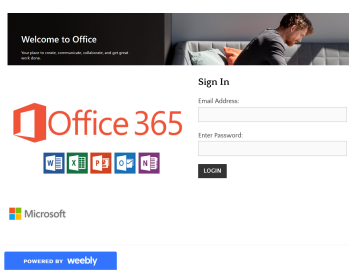 Welcome to Office
Your place to create, communicate, collaborate, and get great
work done.
Sign In
Email Address:
Office 365
Enter Password:
W X P O N
LOGIN
Microsoft
POWERED BY weebly